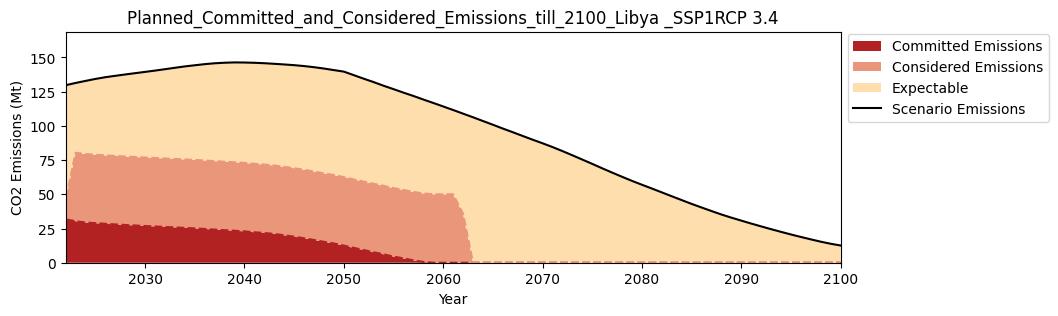 Planned_Committed_and_Considered_Emissions_till_2100_Libya _SSP1RCP 3.4
CO2 Emissions (Mt)
150
125
100
75
50
25
0
2030 2040 2050 2060 2070 2080 2090 2100
Year
Committed Emissions
Considered Emissions
Expectable
Scenario Emissions